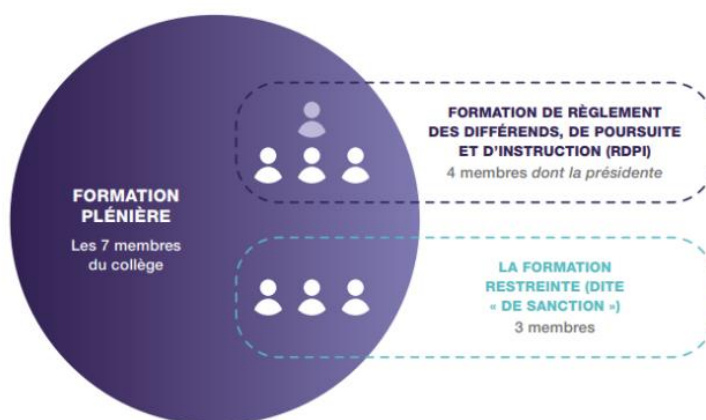 FORMATION
PLÉNIÈRE
Les 7 membres
du collège
FORMATION DE RÈGLEMENT
DES DIFFÉRENDS, DE POURSUITE
ET D'INSTRUCTION (RDPI)
4 membres dont la présidente
LA FORMATION
RESTREINTE (DITE
« DE SANCTION »)
3 membres